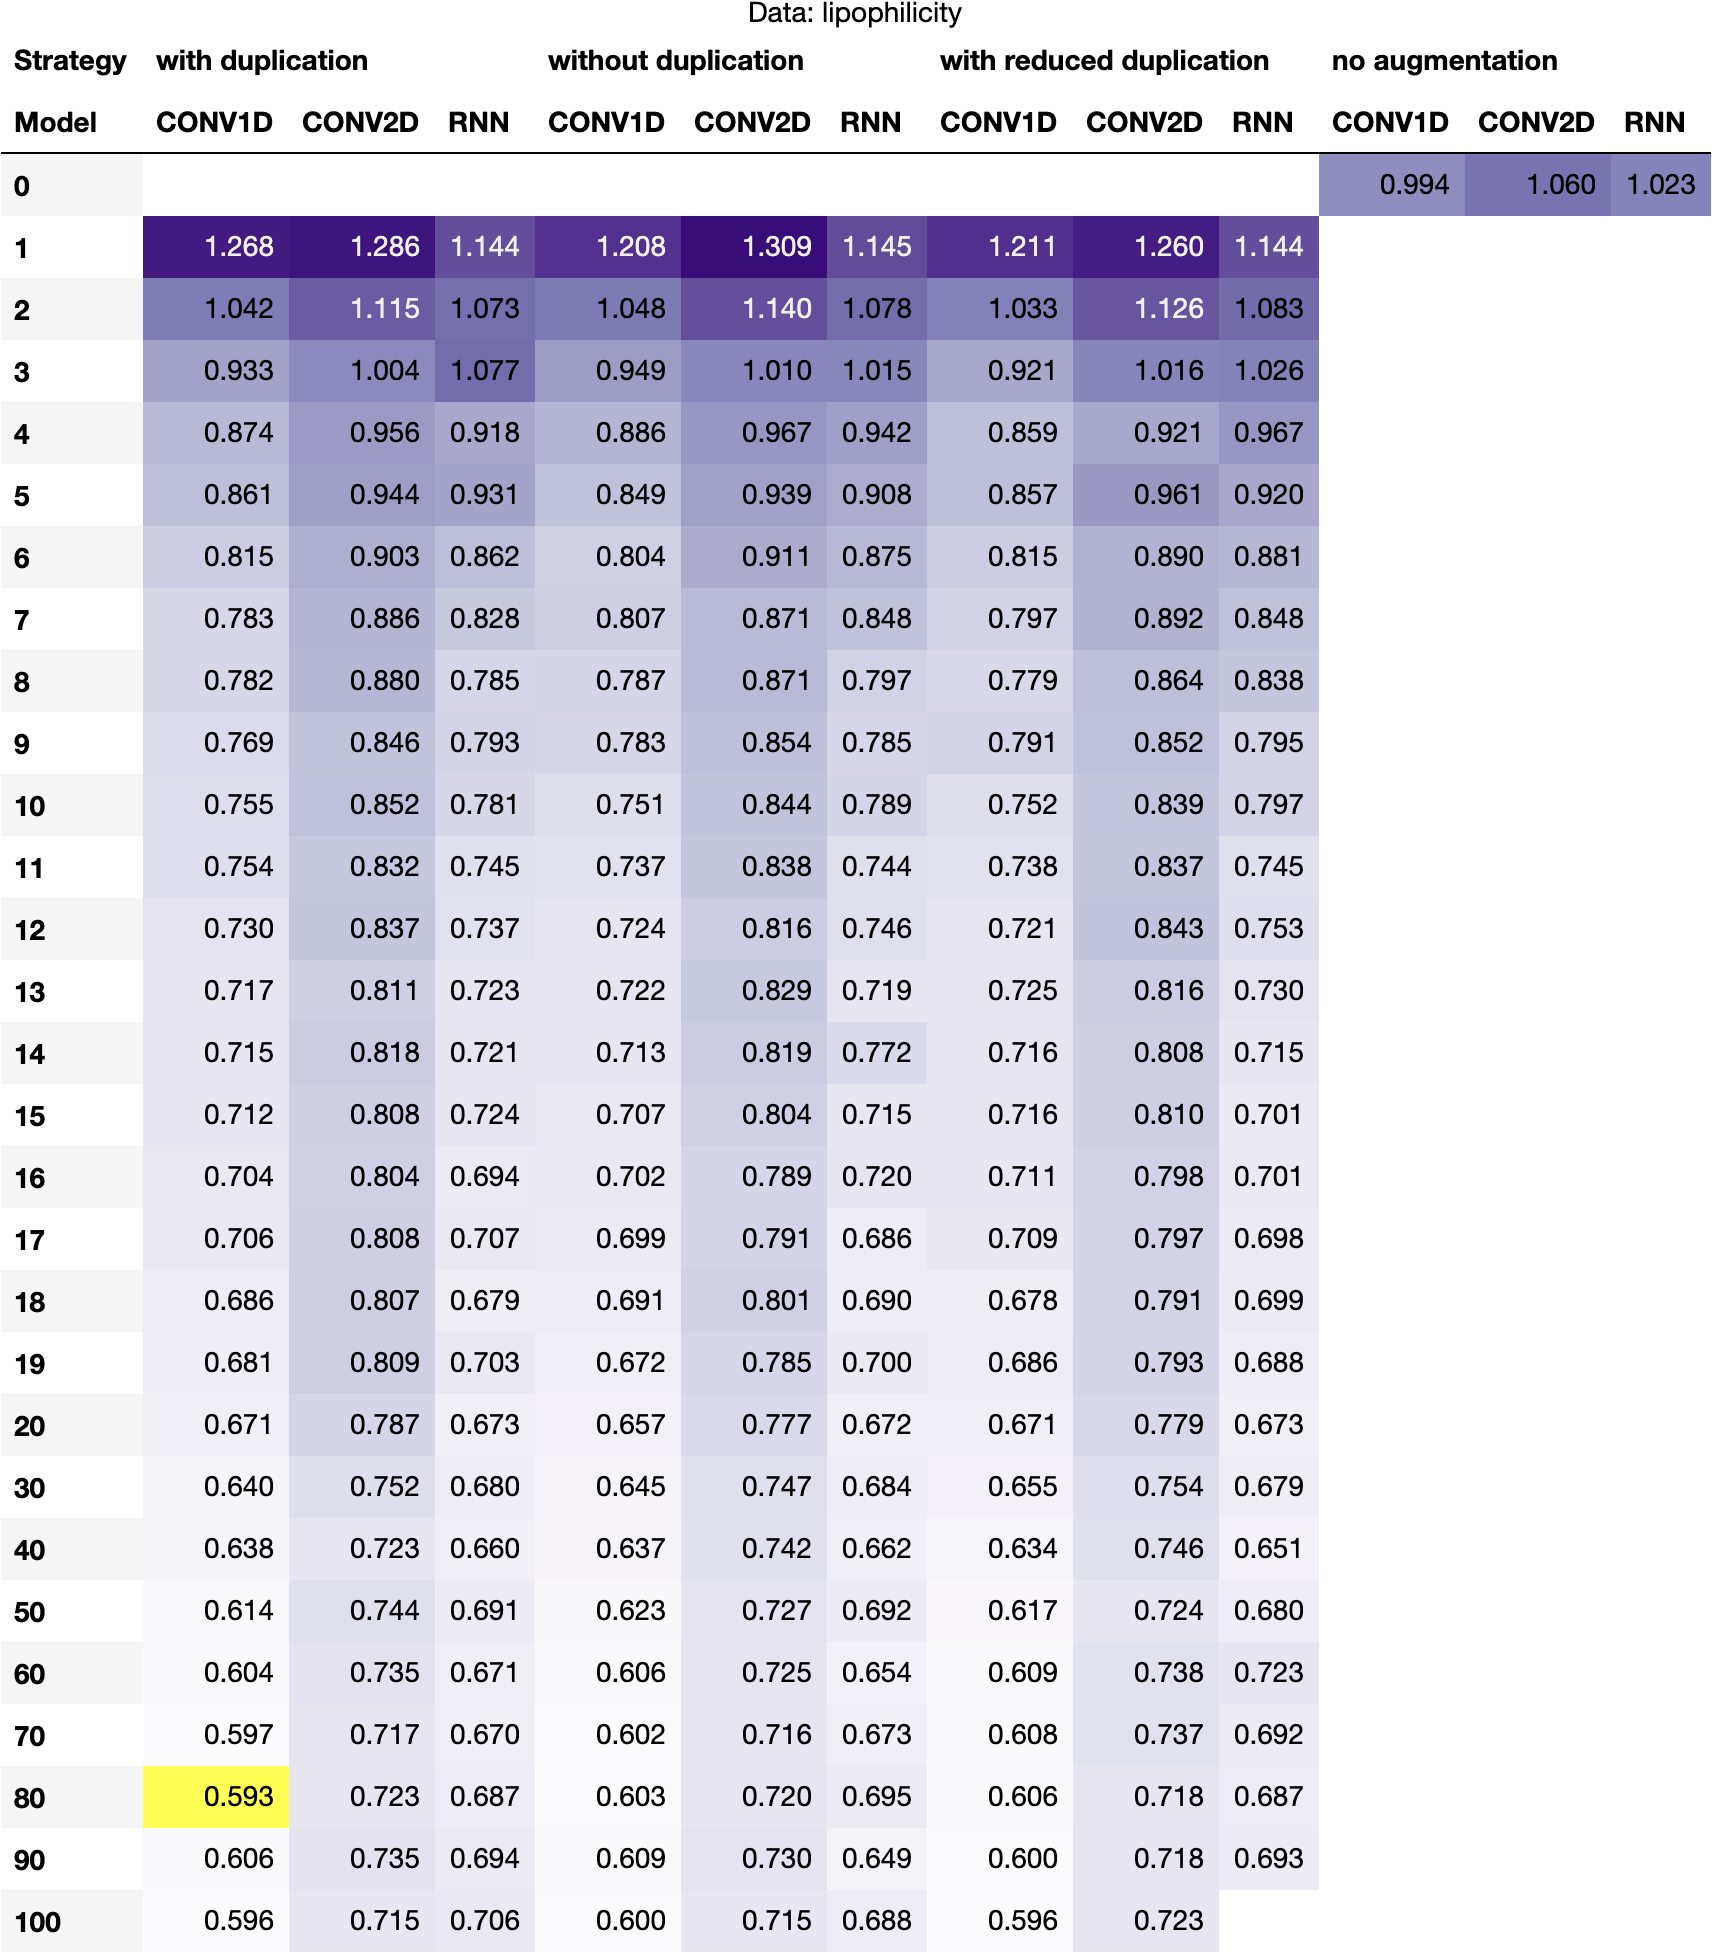 Data: lipophilicity
Strategy with duplication without duplication with reduced duplication no augmentation
Model CONV1D CONV2D RNN CONV1D CONV2D RNN CONV1D CONV2D RNN CONV1D CONV2D RNN
0 0.994 1.060 1.023
1 1.268 1.286 1.144 1.208 1.309 1.145 1.211 1.260 1.144
2 1.042 1.115 1.073 1.048 1.140 1.078 1.033 1.126 1.083
3 0.933 1.004 1.077 0.949 1.010 1.015 0.921 1.016 1.026
4 0.874 0.956 0.918 0.886 0.967 0.942 0.859 0.921 0.967
5 0.861 0.944 0.931 0.849 0.939 0.908 0.857 0.961 0.920
6 0.815 0.903 0.862 0.804 0.911 0.875 0.815 0.890 0.881
7 0.783 0.886 0.828 0.807 0.871 0.848 0.797 0.892 0.848
8 0.782 0.880 0.785 0.787 0.871 0.797 0.779 0.864 0.838
9 0.769 0.846 0.793 0.783 0.854 0.785 0.791 0.852 0.795
10 0.755 0.852 0.781 0.751 0.844 0.789 0.752 0.839 0.797
11 0.754 0.832 0.745 0.737 0.838 0.744 0.738 0.837 0.745
12 0.730 0.837 0.737 0.724 0.816 0.746 0.721 0.843 0.753
13 0.717 0.811 0.723 0.722 0.829 0.719 0.725 0.816 0.730
14 0.715 0.818 0.721 0.713 0.819 0.772 0.716 0.808 0.715
15 0.712 0.808 0.724 0.707 0.804 0.715 0.716 0.810 0.701
16 0.704 0.804 0.694 0.702 0.789 0.720 0.711 0.798 0.701
17 0.706 0.808 0.707 0.699 0.791 0.686 0.709 0.797 0.698
18 0.686 0.807 0.679 0.691 0.801 0.690 0.678 0.791 0.699
19 0.681 0.809 0.703 0.672 0.785 0.700 0.686 0.793 0.688
20 0.671 0.787 0.673 0.657 0.777 0.672 0.671 0.779 0.673
30 0.640 0.752 0.680 0.645 0.747 0.684 0.655 0.754 0.679
40 0.638 0.723 0.660 0.637 0.742 0.662 0.634 0.746 0.651
50 0.614 0.744 0.691 0.623 0.727 0.692 0.617 0.724 0.680
60 0.604 0.735 0.671 0.606 0.725 0.654 0.609 0.738 0.723
70 0.597 0.717 0.670 0.602 0.716 0.673 0.608 0.737 0.692
80 0.593 0.723 0.687 0.603 0.720 0.695 0.606 0.718 0.687
90 0.606 0.735 0.694 0.609 0.730 0.649 0.600 0.718 0.693
100 0.596 0.715 0.706 0.600 0.715 0.688 0.596 0.723